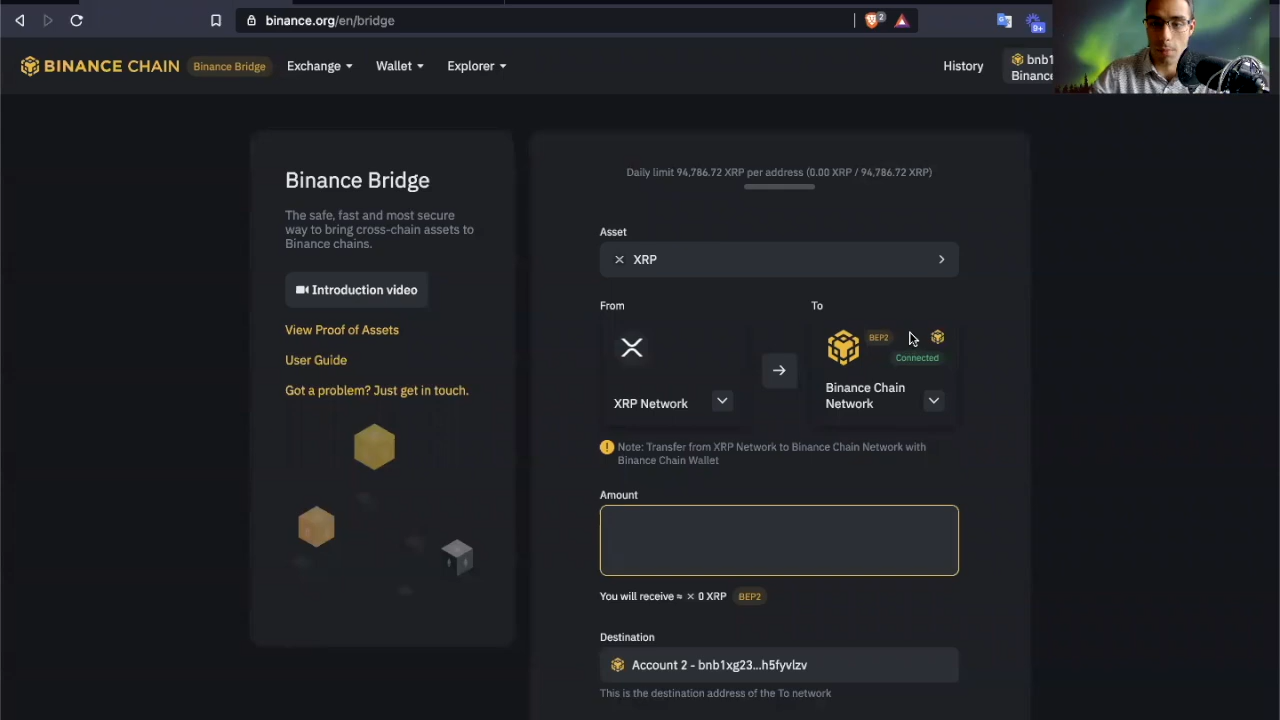 binance.org/en/bridge
2
9+
BINANCE CHAIN
Binance Bridge
Exchange
Wallet
Explorer
History
bnb1
Binance
Binance Bridge
The safe, fast and most secure
way to bring cross-chain assets to
Binance chains.
Introduction video
View Proof of Assets
User Guide
Got a problem? Just get in touch.
Daily limit 94,786.72 XRP per address (0.00 XRP / 94,786.72 XRP)
Asset
XRP
From
To
BEP2
Connected
XRP Network
Binance Chain
Network
Note: Transfer from XRP Network to Binance Chain Network with
Binance Chain Wallet
Amount
You will receive ≈ 0 XRP BEP2
Destination
Account 2 - bnb1xg23...h5fyvlzv
This is the destination address of the To network